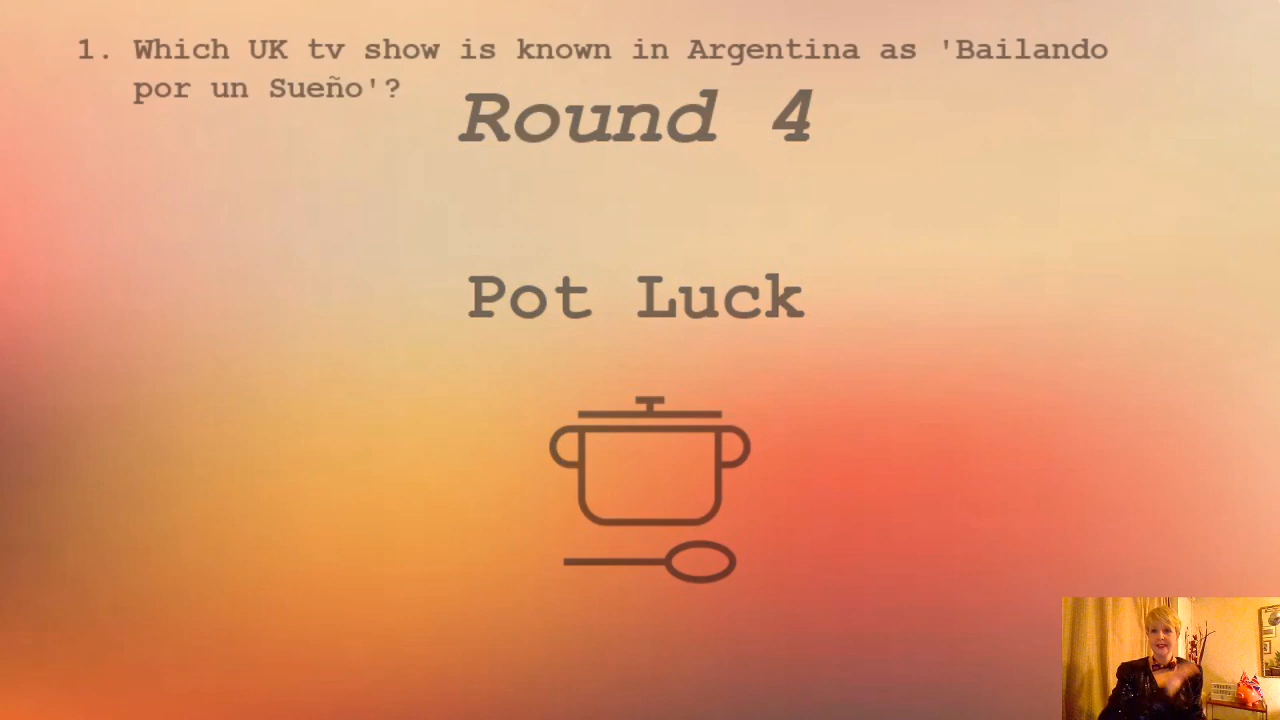 1. Which UK tv show is known in Argentina as 'Bailando
por un Sueño'?
Round 4
Pot Luck